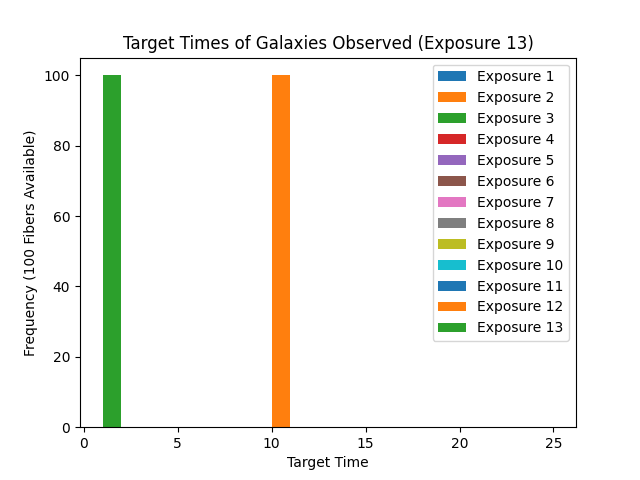 Target Times of Galaxies Observed (Exposure 13)
Frequency (100 Fibers Available)
100
80
60
40
20
0
Exposure 1
Exposure 2
Exposure 3
Exposure 4
Exposure 5
Exposure 6
Exposure 7
Exposure 8
Exposure 9
Exposure 10
Exposure 11
Exposure 12
Exposure 13
0 5 10 15 20 25
Target Time